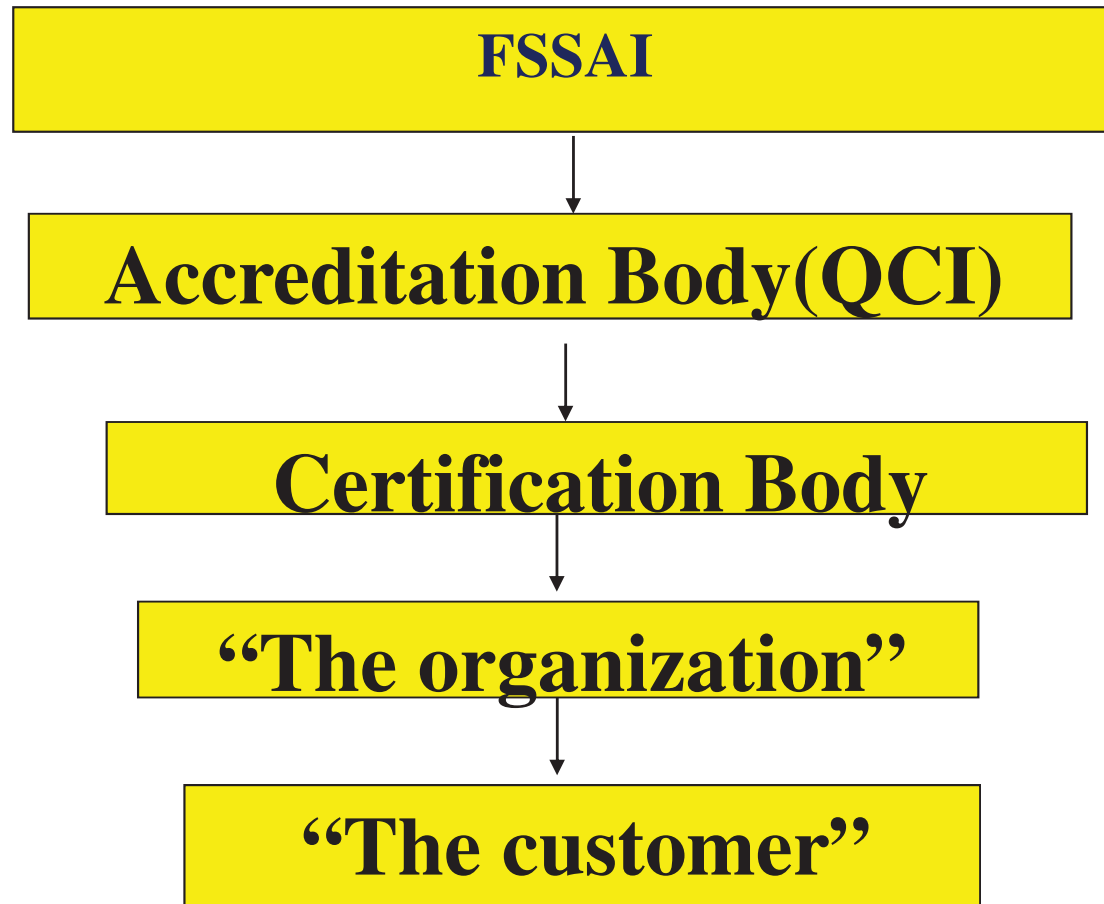 FSSAI
Accreditation Body(QCI)
Certification Body
“The organization”
“The customer”